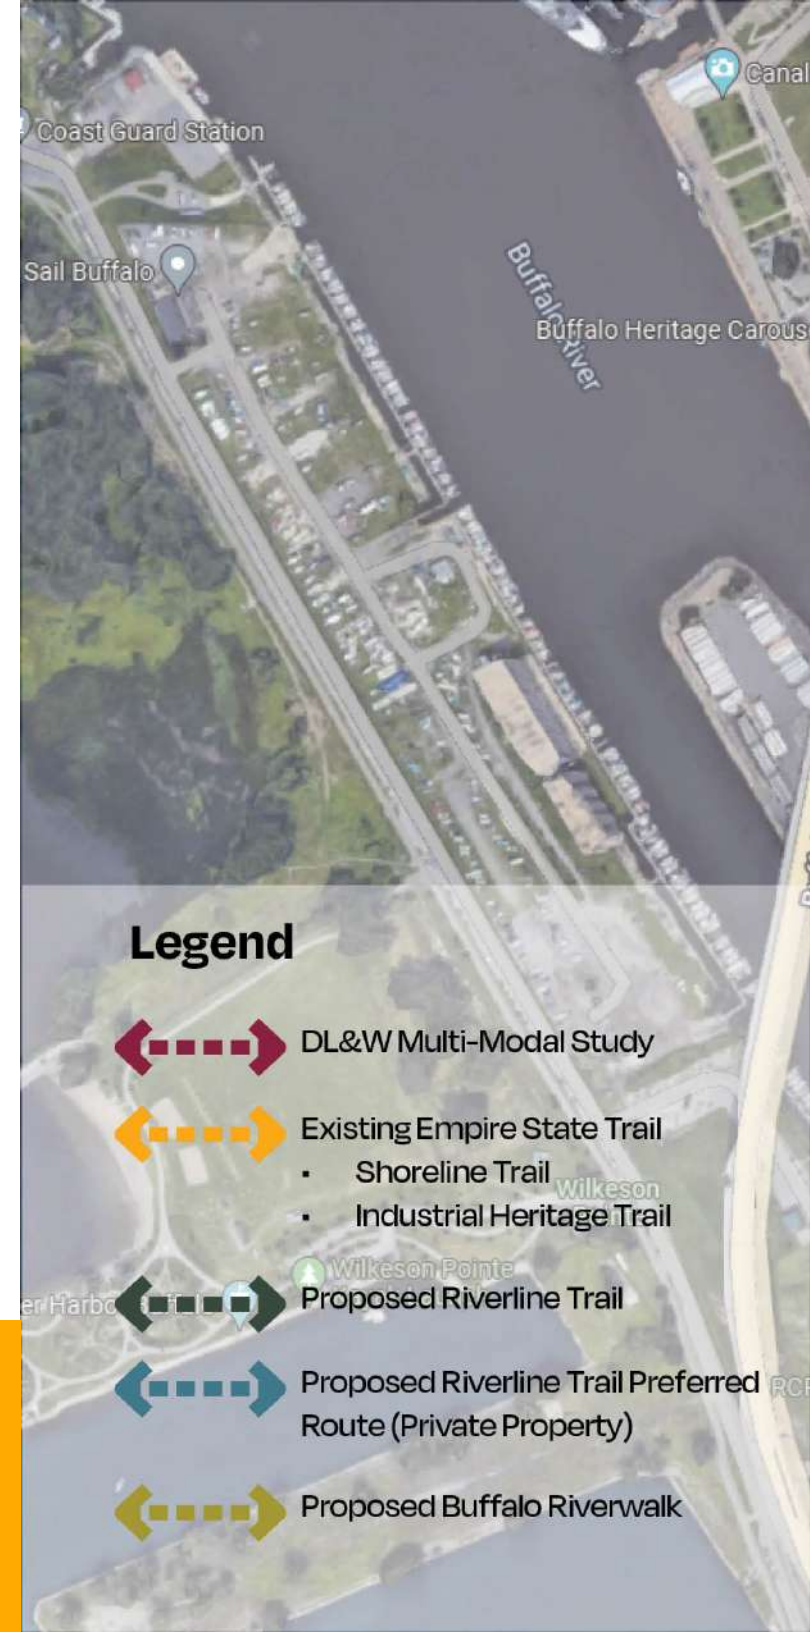 Canal
Coast Guard Station
Sail Buffalo
Buffalo River
Buffalo Heritage Carous
Legend
DL&W Multi-Modal Study
Existing Empire State Trail
▪ Shoreline Trail
Wilkeson
▪ Industrial Heritage Trail
Wilkeson Pointe
er Harbo
Proposed Riverline Trail
Proposed Riverline Trail Preferred
Route (Private Property)
Proposed Buffalo Riverwalk